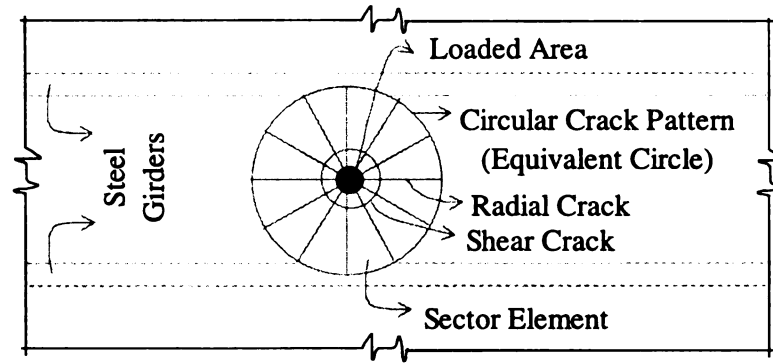 Loaded Area
Circular Crack Pattern
(Equivalent Circle)
Steel
Girders
Radial Crack
Shear Crack
Sector Element